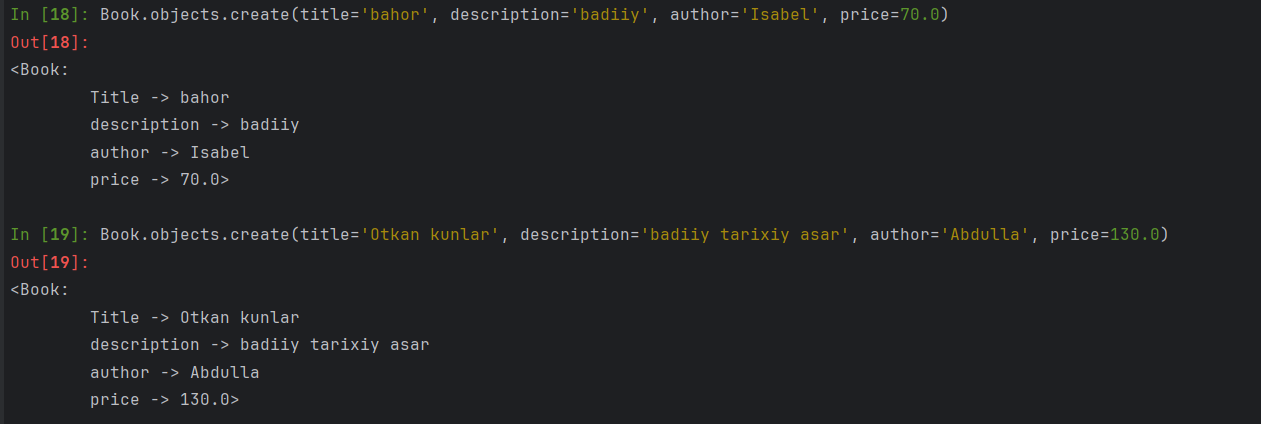 In [18]: Book.objects.create(title='bahor', description='badiiy', author='Isabel', price=70.0)
Out[18]:
<Book:
        Title -> bahor
        description -> badiiy
        author -> Isabel
        price -> 70.0>

In [19]: Book.objects.create(title='Otkan kunlar', description='badiiy tarixiy asar', author='Abdulla', price=130.0)
Out[19]:
<Book:
        Title -> Otkan kunlar
        description -> badiiy tarixiy asar
        author -> Abdulla
        price -> 130.0>